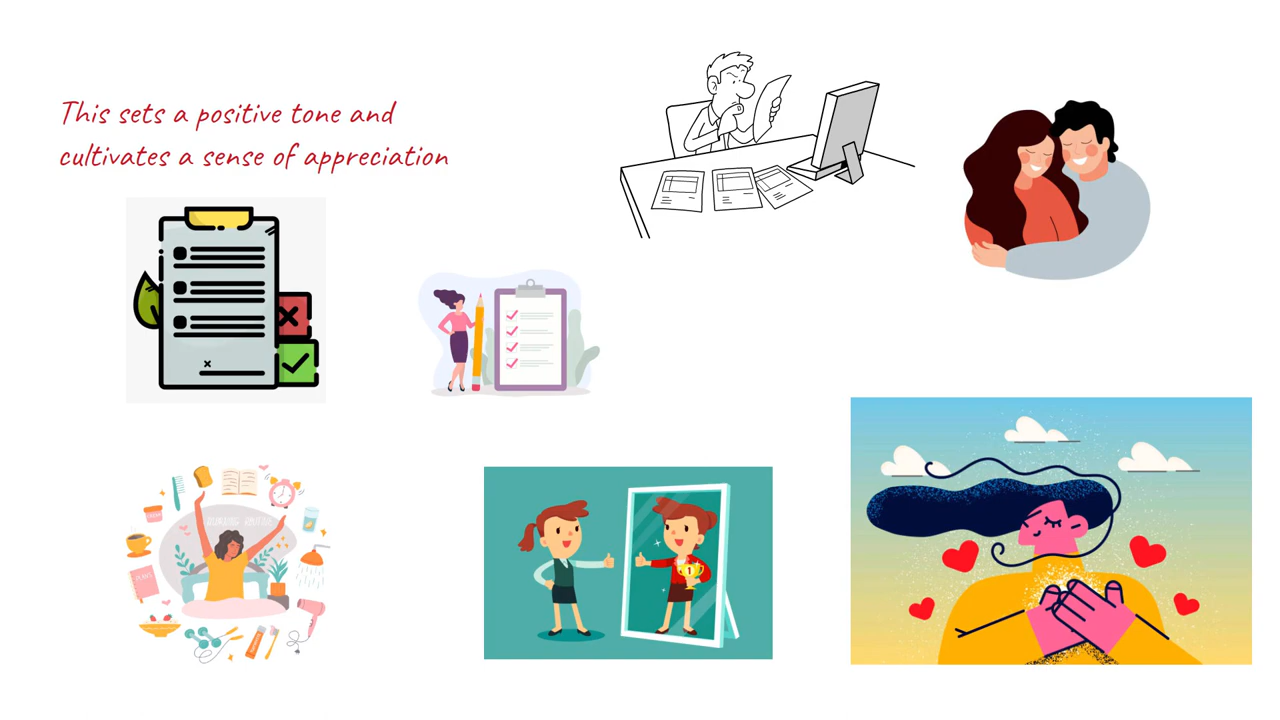 This sets a positive tone and
cultivates a sense of appreciation